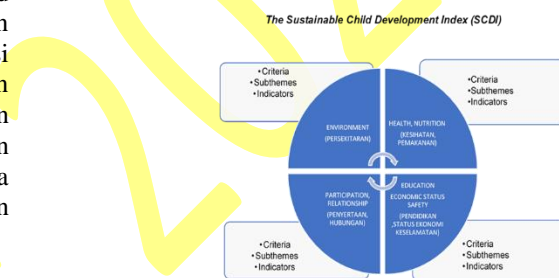 The Sustainable Child Development Index (SCDI)
•Criteria
•Subthemes
•Indicators
•Criteria
•Subthemes
•Indicators
ENVIRONMENT
(PERSEKITARAN)
HEALTH, NUTRITION
(KESIHATAN,
PEMAKANAN)
PARTICIPATION,
RELATIONSHIP
(PENYERTAAN,
HUBUNGAN)
EDUCATION
ECONOMIC STATUS
SAFETY
(PENDIDIKAN
,STATUS EKONOMI
KESELAMATAN)
•Criteria
•Subthemes
•Indicators
•Criteria
•Subthemes
•Indicators